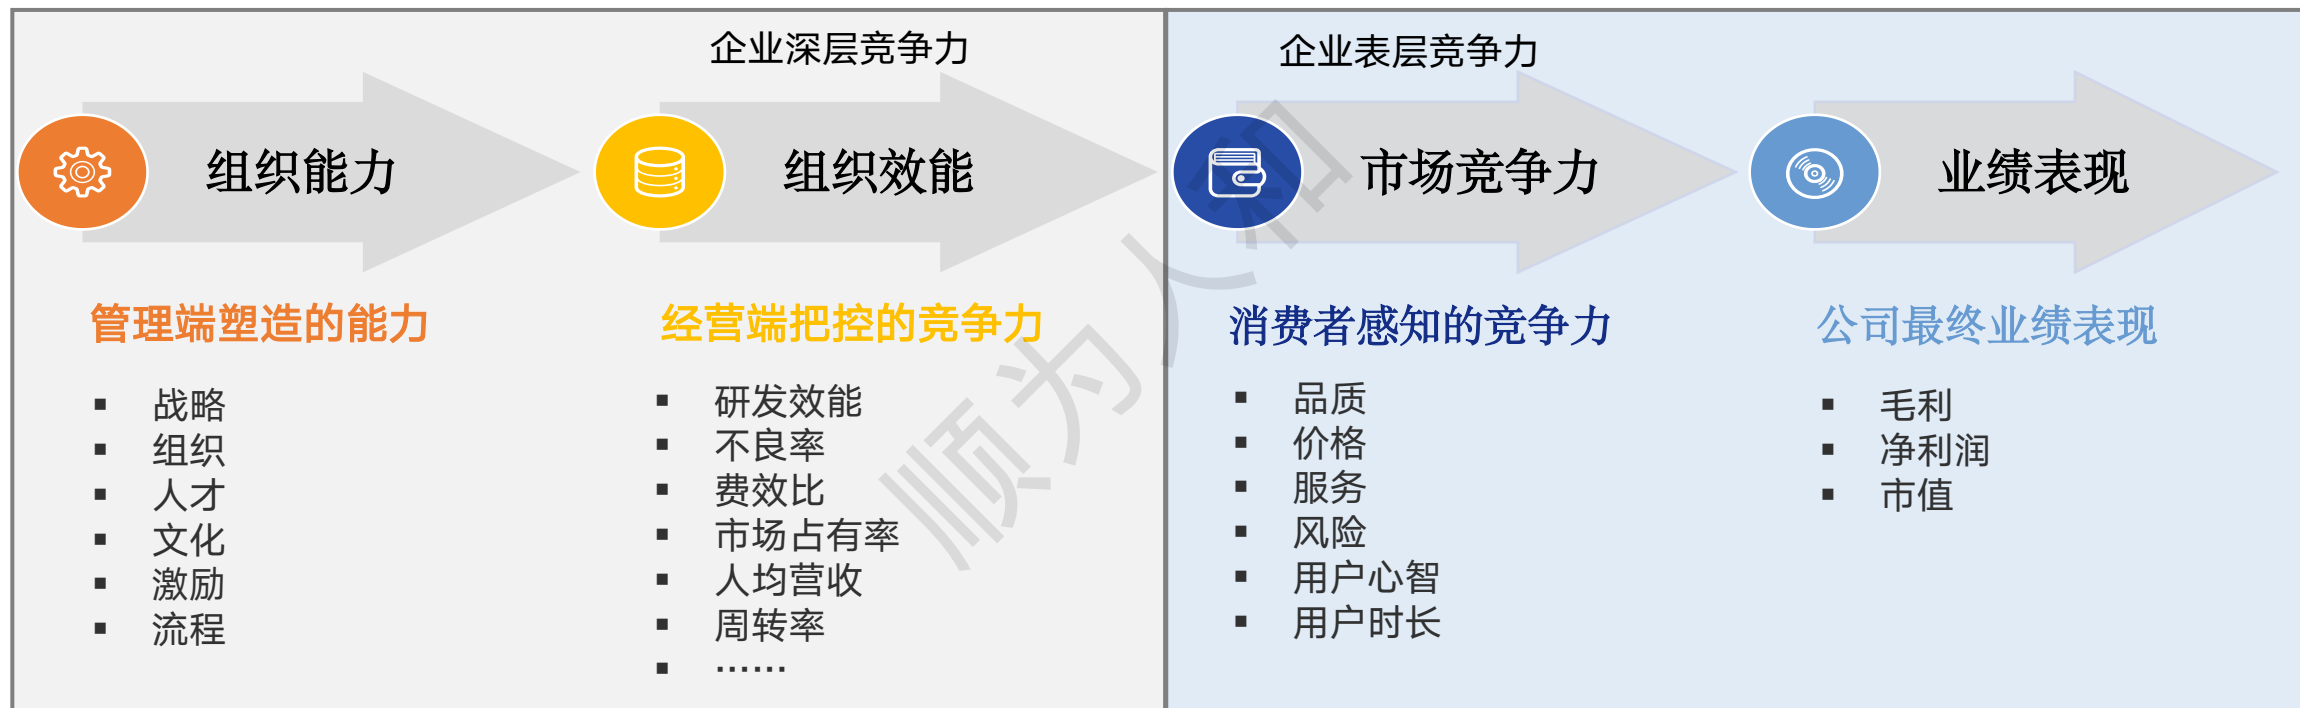 企业深层竞争力
企业表层竞争力
组织能力
组织效能
市场竞争力
业绩表现
管理端塑造的能力
战略
组织
人才
文化
激励
流程
经营端把控的竞争力
研发效能
不良率
费效比
市场占有率
人均营收
周转率
……
消费者感知的竞争力
品质
价格
服务
风险
用户心智
用户时长
公司最终业绩表现
毛利
净利润
市值
顺为人和